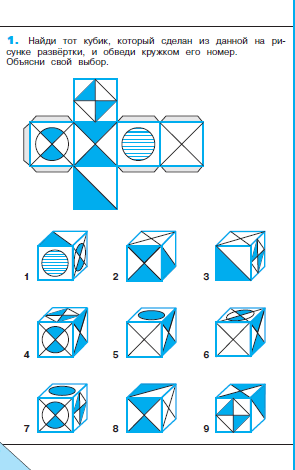 1. Найди тот кубик, который сделан из данной на ри-
сунке развёртки, и обведи кружком его номер.
Объясни свой выбор.
1 2 3
4 5 6
7 8 9